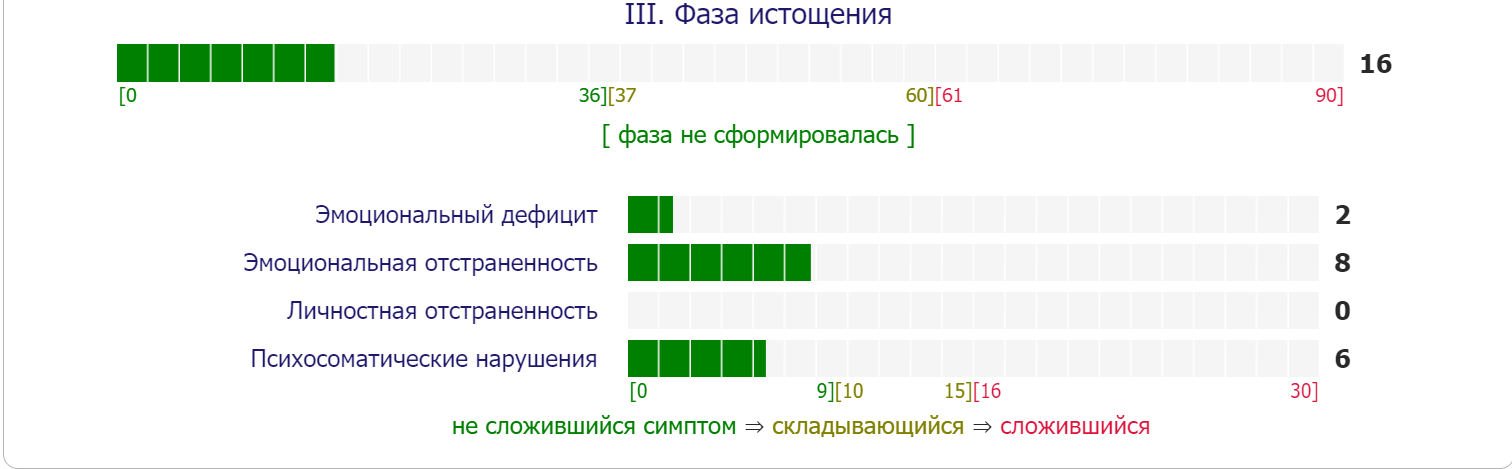 III. Фаза истощения
16
[0 36][37 60][61 90]
[ фаза не сформировалась ]
Эмоциональный дефицит 2
Эмоциональная отстраненность 8
Личностная отстраненность 0
Психосоматические нарушения 6
[0 9][10 15][16 30]
не сложившийся симптом ⇒ складывающийся ⇒ сложившийся